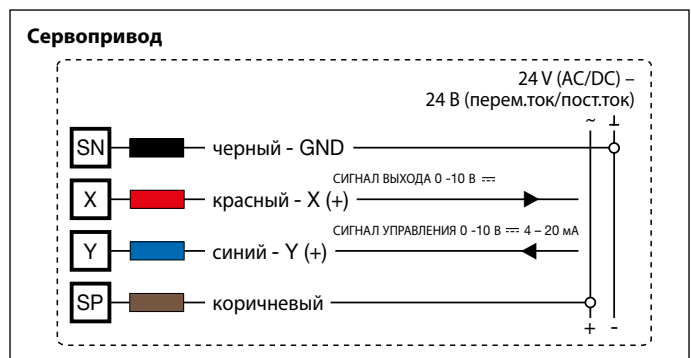 Сервопривод
24 V (AC/DC) –
24 В (перем.ток/пост.ток)
~ ⊥
SN черный - GND
СИГНАЛ ВЫХОДА 0 -10 В ⎓
X красный - X (+)
СИГНАЛ УПРАВЛЕНИЯ 0 -10 В ⎓ 4 – 20 мА
Y синий - Y (+)
SP коричневый
+ -